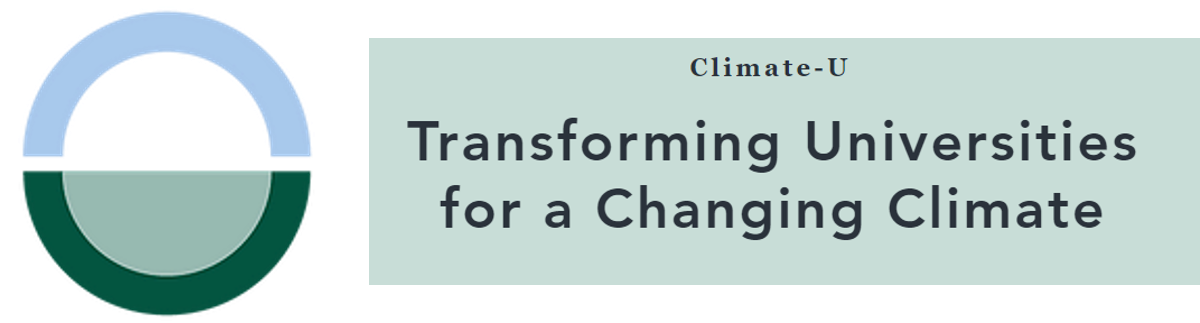 Climate-U
Transforming Universities
for a Changing Climate